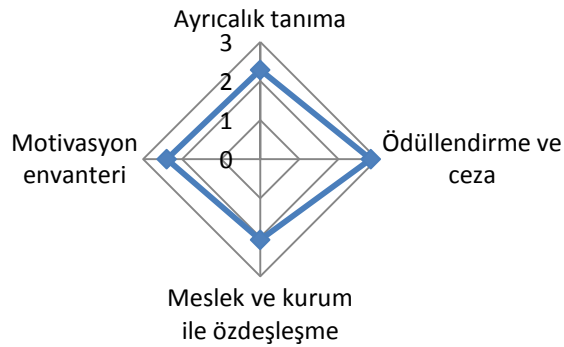 Ayrıcalık tanıma
3
2
1
0
Motivasyon
envanteri
Ödüllendirme ve
ceza
Meslek ve kurum
ile özdeşleşme